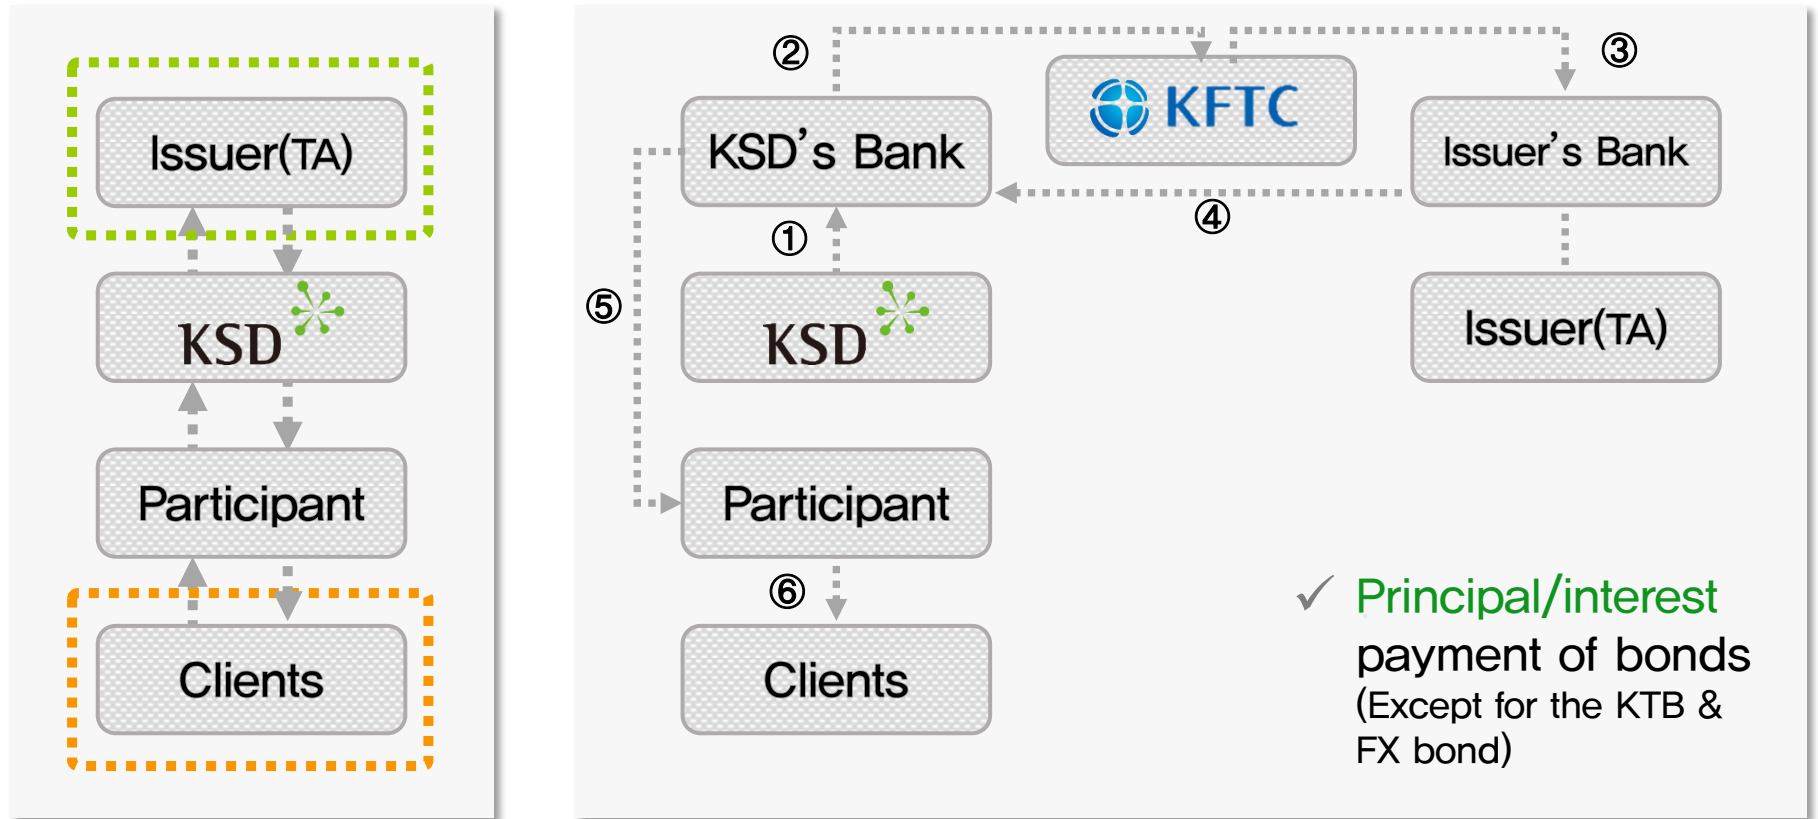 Issuer(TA)
KSD
Participant
Clients
②
KFTC
③
KSD's Bank
Issuer's Bank
④
①
⑤
KSD
Issuer(TA)
Participant
⑥
Clients
✓ Principal/interest
payment of bonds
(Except for the KTB &
FX bond)